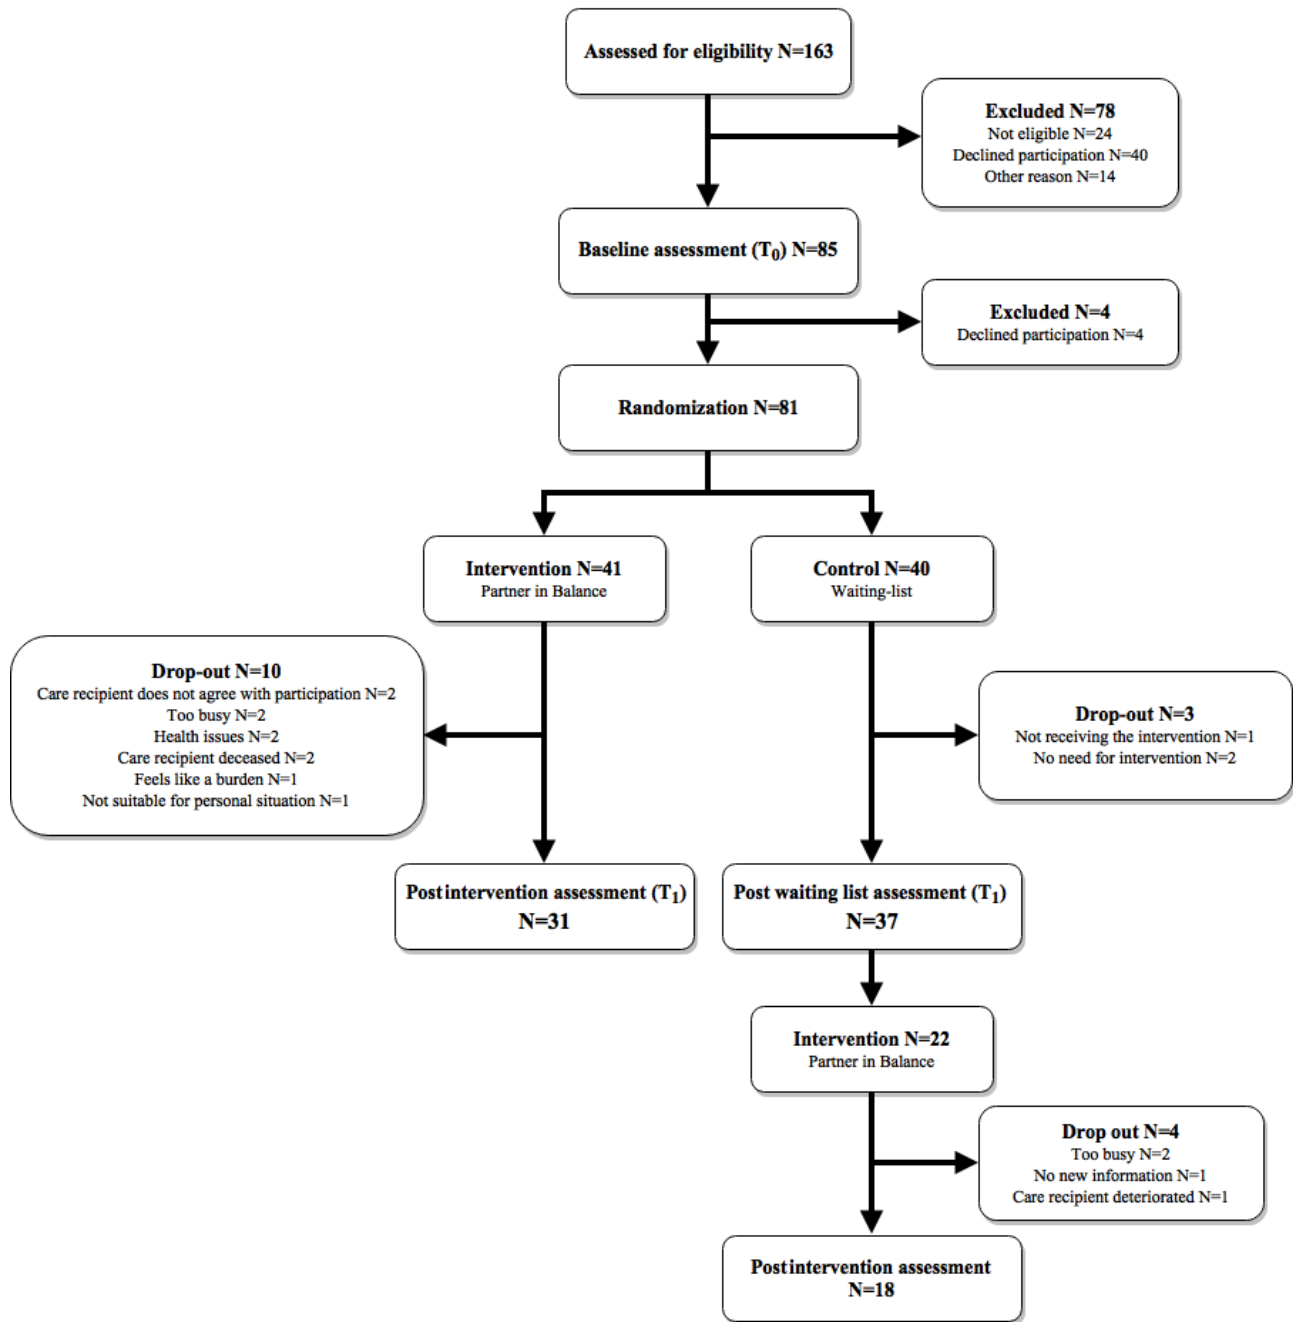 Assessed for eligibility N=163
Excluded N=78
Not eligible N=24
Declined participation N=40
Other reason N=14
Baseline assessment (T₀) N=85
Excluded N=4
Declined participation N=4
Randomization N=81
Intervention N=41
Partner in Balance
Control N=40
Waiting-list
Drop-out N=10
Care recipient does not agree with participation N=2
Too busy N=2
Health issues N=2
Care recipient deceased N=2
Feels like a burden N=1
Not suitable for personal situation N=1
Drop-out N=3
Not receiving the intervention N=1
No need for intervention N=2
Post intervention assessment (T₁)
N=31
Post waiting list assessment (T₁)
N=37
Intervention N=22
Partner in Balance
Drop out N=4
Too busy N=2
No new information N=1
Care recipient deteriorated N=1
Post intervention assessment
N=18